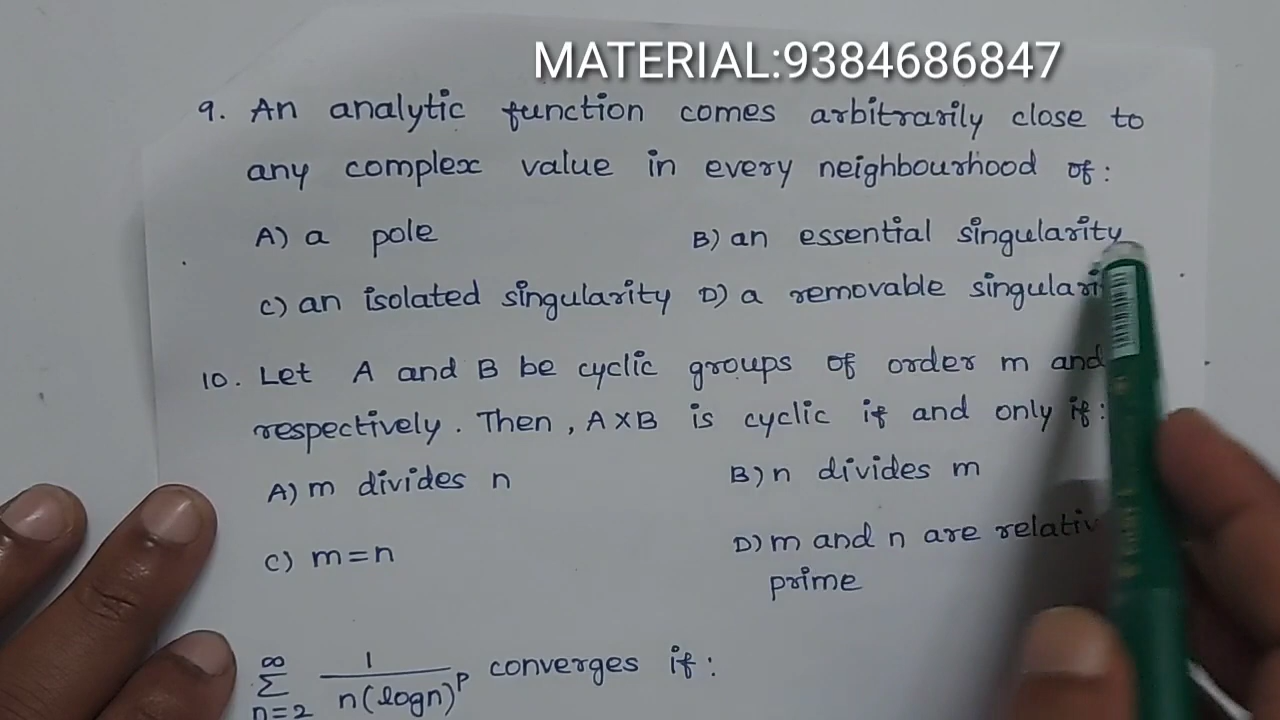 MATERIAL:9384686847
9. An analytic function comes arbitrarily close to
any complex value in every neighbourhood of:
A) a pole
B) an essential singularity
C) an isolated singularity D) a removable
10. Let A and B be cyclic groups of order m and
respectively. Then, A×B is cyclic if and only if:
A) m divides n
B) n divides m
C) m=n
D) m and n are
prime
∞
Σ 1/n(logn)^p converges if:
n=2